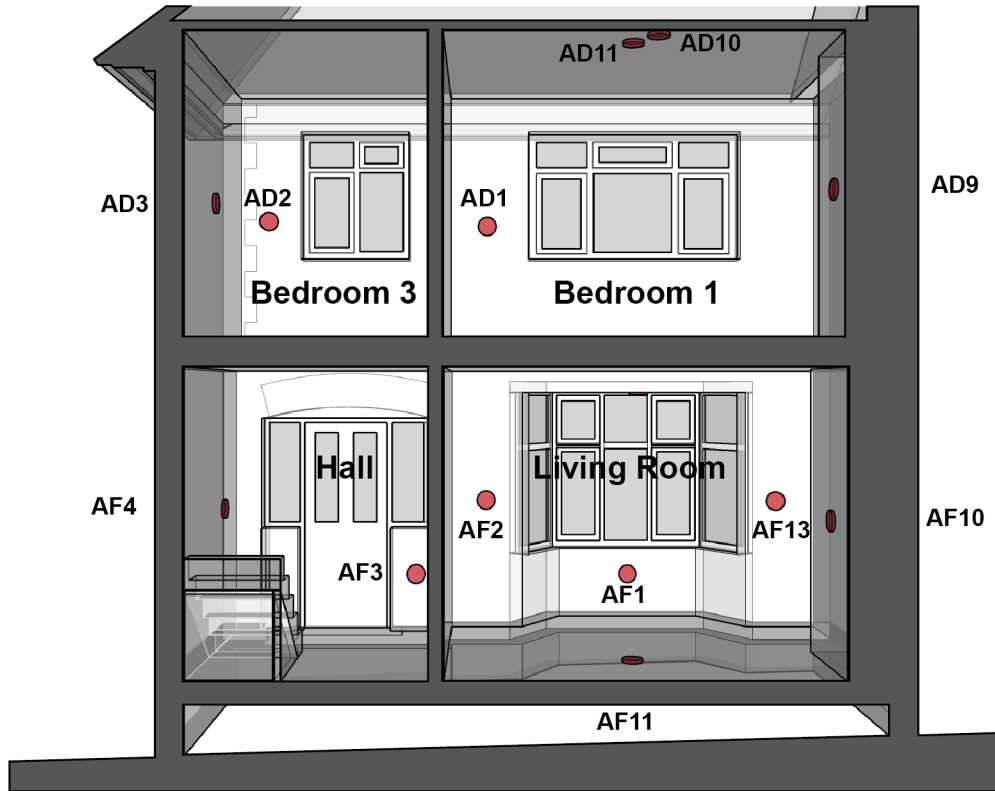 AD11
AD10
AD3
AD2
AD1
AD9
Bedroom 3
Bedroom 1
Hall
Living Room
AF4
AF2
AF13
AF10
AF3
AF1
AF11